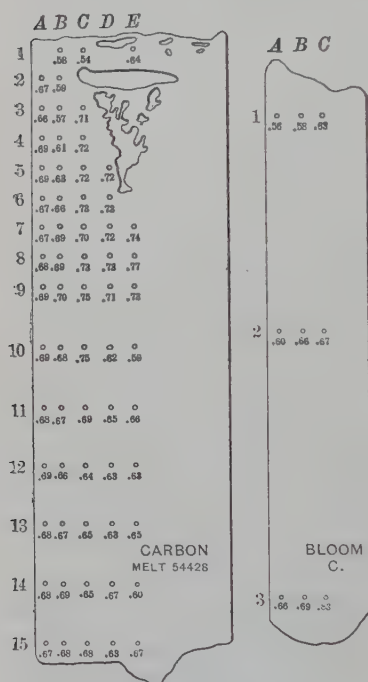 A B C D E
1 .56 .54 .64
2 .67 .59
3 .66 .57 .71
4 .69 .61 .72
5 .69 .63 .72 .72
6 .67 .66 .73 .73
7 .67 .69 .70 .72 .74
8 .68 .69 .73 .73 .77
9 .69 .70 .75 .71 .73
10 .69 .68 .75 .62 .59
11 .68 .67 .69 .65 .66
12 .69 .66 .64 .63 .63
13 .68 .67 .65 .63 .65
14 .68 .69 .65 .67 .60
15 .67 .68 .68 .63 .67
CARBON
MELT 54428
A B C
1 .56 .58 .63
2 .60 .66 .67
3 .66 .69
BLOOM
C.